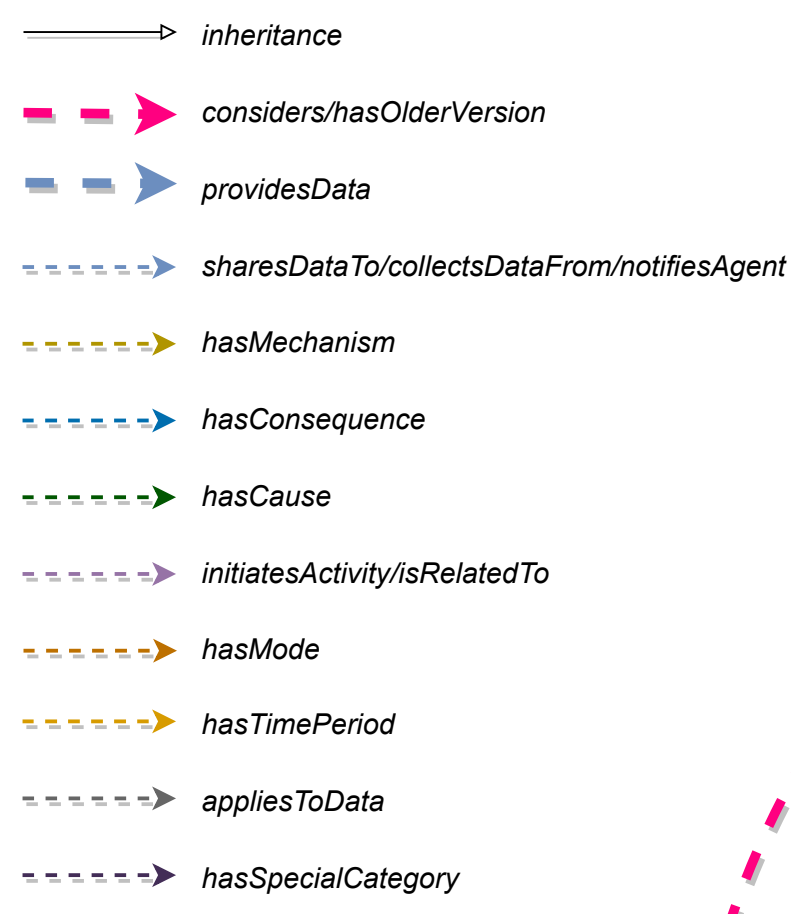 inheritance
considers/hasOlderVersion
providesData
sharesDataTo/collectsDataFrom/notifiesAgent
hasMechanism
hasConsequence
hasCause
initiatesActivity/isRelatedTo
hasMode
hasTimePeriod
appliesToData
hasSpecialCategory